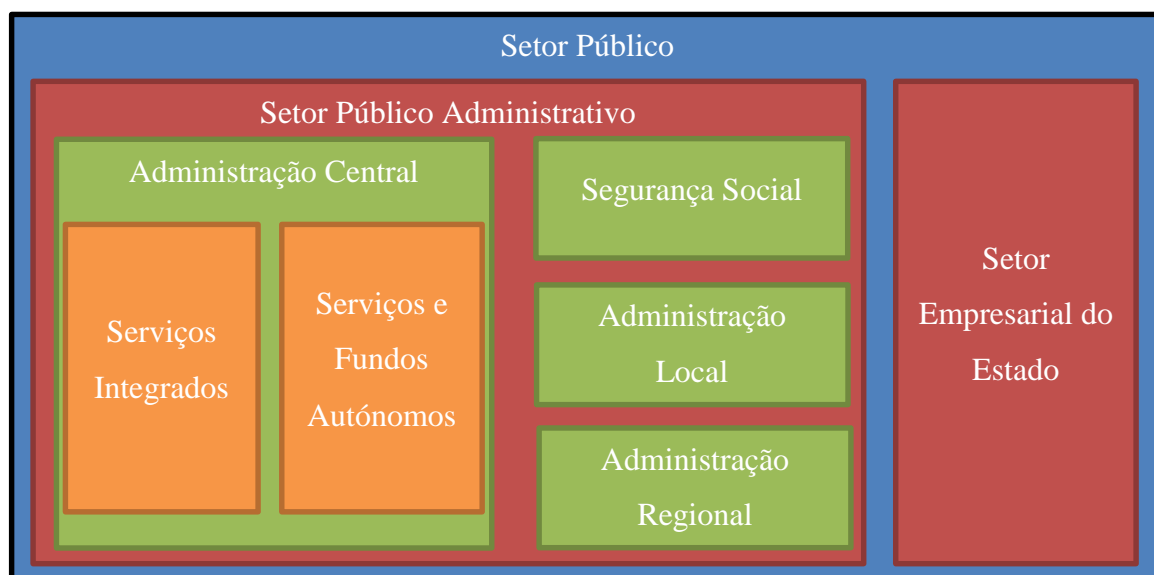 Setor Público
Setor Público Administrativo
Administração Central
Serviços
Integrados
Serviços e
Fundos
Autónomos
Segurança Social
Administração
Local
Administração
Regional
Setor
Empresarial do
Estado